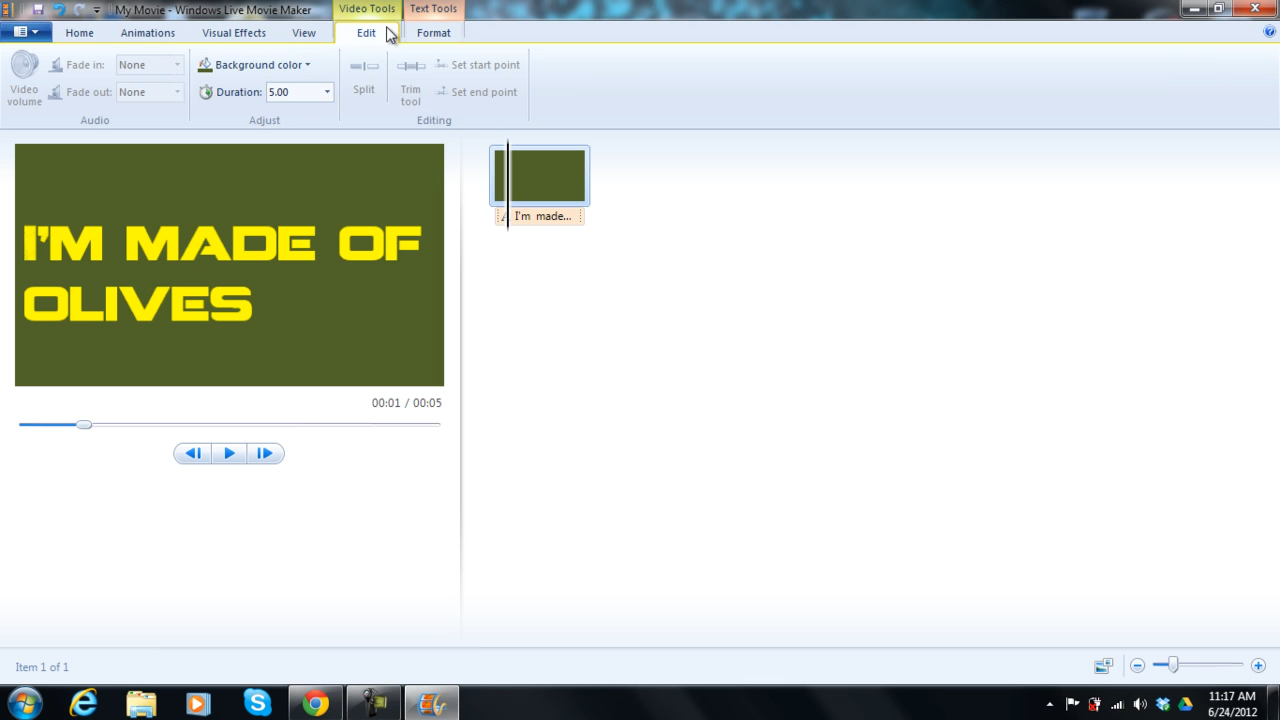 My Movie - Windows Live Movie Maker
Video Tools
Text Tools
Home
Animations
Visual Effects
View
Edit
Format
Video volume
Fade in: None
Fade out: None
Audio
Background color
Duration: 5.00
Adjust
Split
Trim tool
Set start point
Set end point
Editing
I'M MADE OF
OLIVES
I'm made...
00:01 / 00:05
Item 1 of 1
11:17 AM
6/24/2012